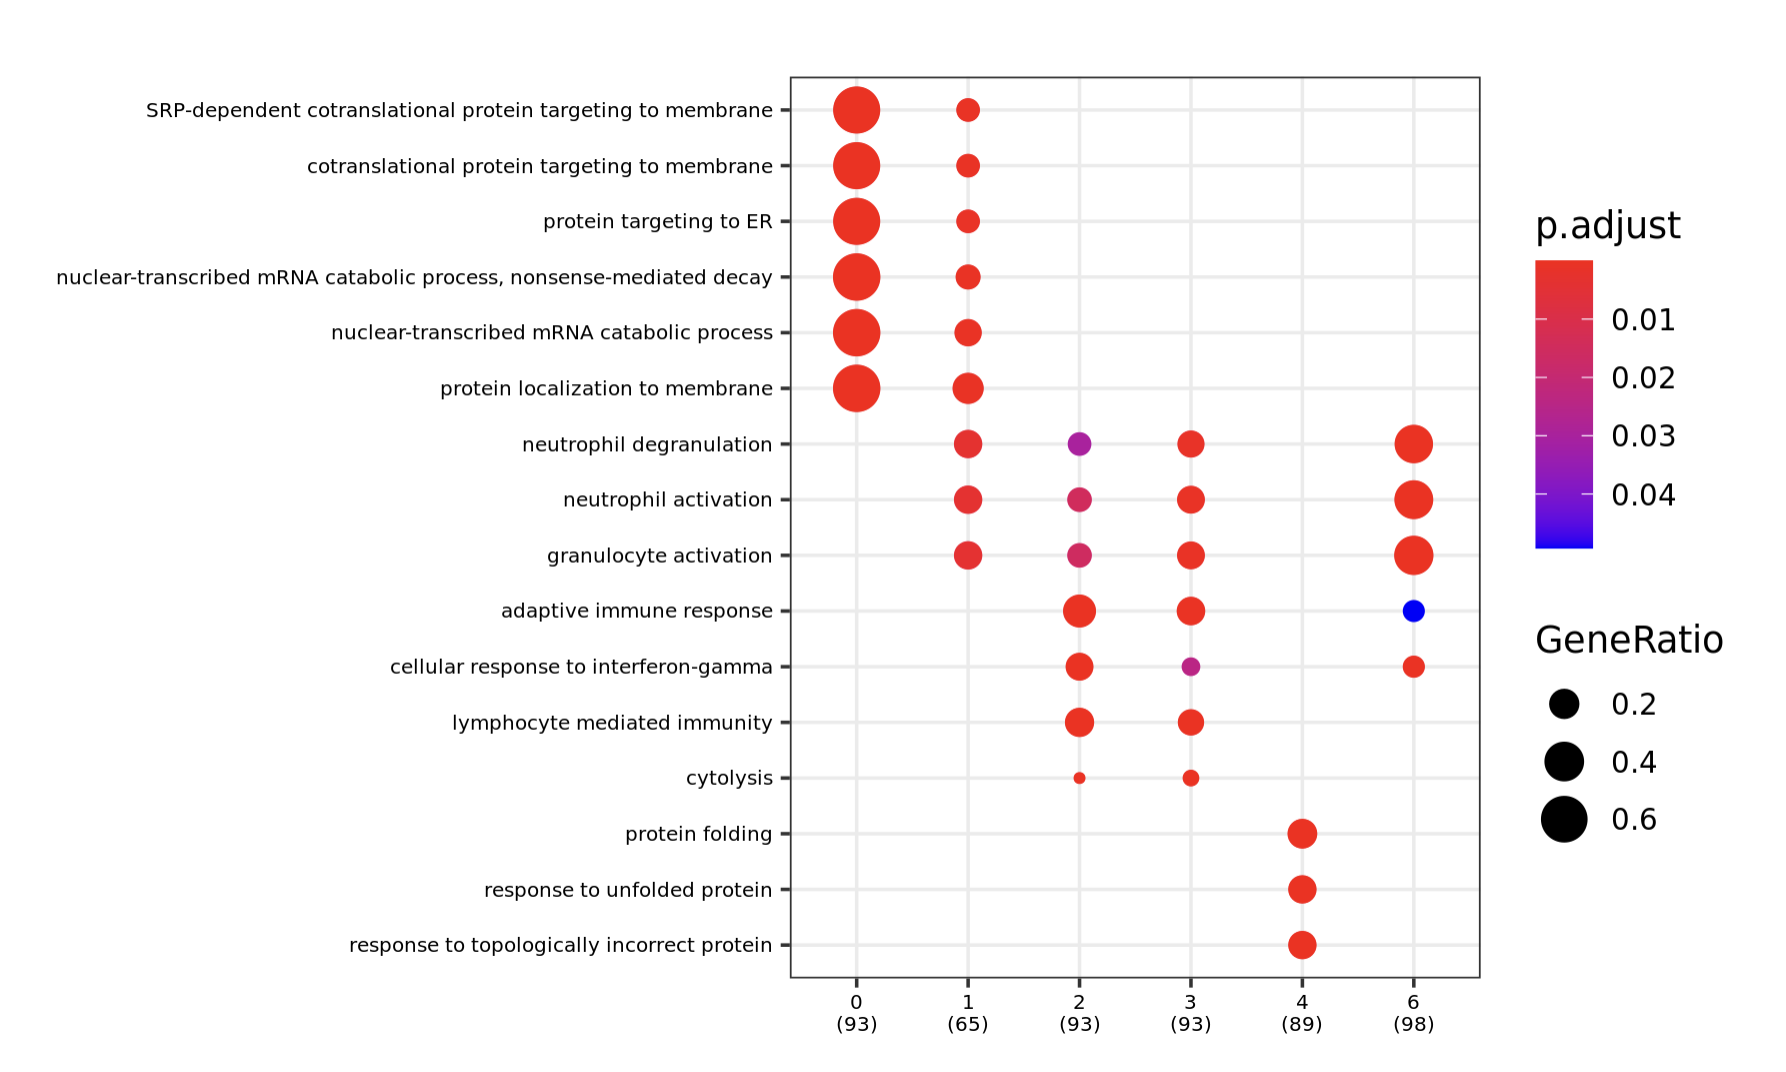 SRP-dependent cotranslational protein targeting to membrane
cotranslational protein targeting to membrane
protein targeting to ER
nuclear-transcribed mRNA catabolic process, nonsense-mediated decay
nuclear-transcribed mRNA catabolic process
protein localization to membrane
neutrophil degranulation
neutrophil activation
granulocyte activation
adaptive immune response
cellular response to interferon-gamma
lymphocyte mediated immunity
cytolysis
protein folding
response to unfolded protein
response to topologically incorrect protein
0 1 2 3 4 6
(93) (65) (93) (93) (89) (98)
p.adjust
0.01
0.02
0.03
0.04
GeneRatio
0.2
0.4
0.6